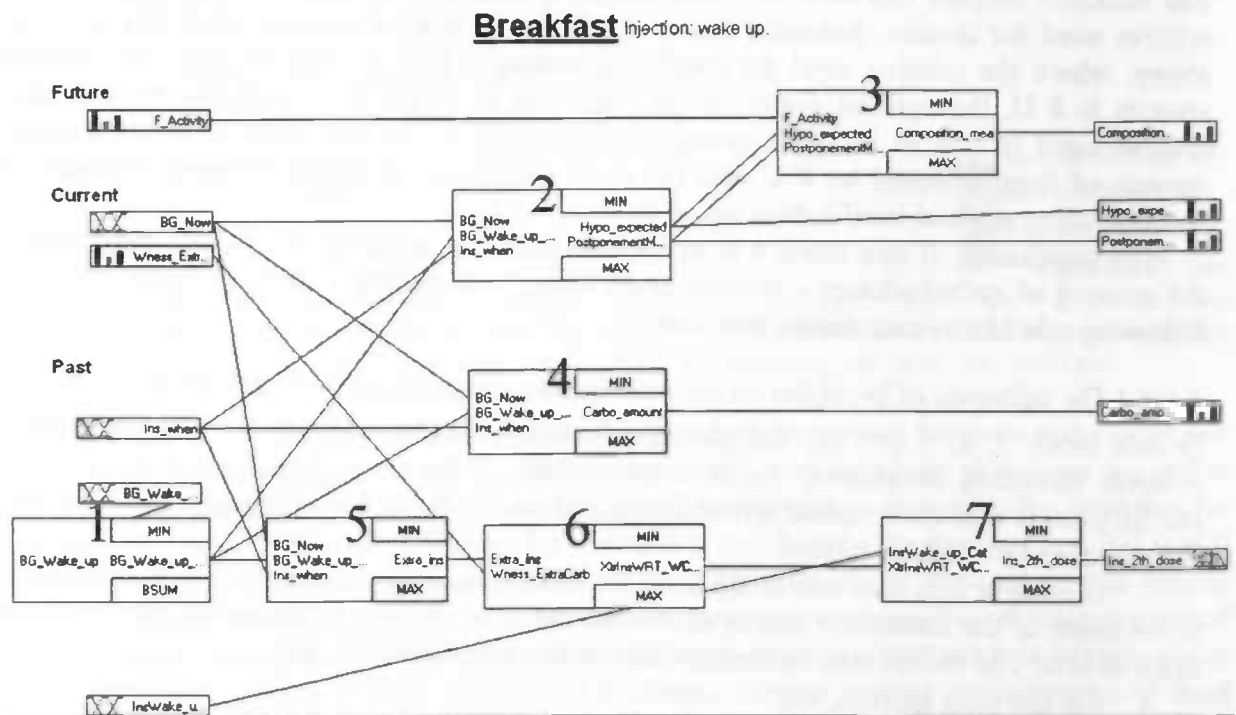 Breakfast Injection: wake up.
Future
F_Activity
3
MIN
F_Activity
Hypo_expected
PostponementM...
Composition_mea
MAX
Composition..
Current
BG_Now
Wness_Extr..
2
MIN
BG_Now
BG_Wake_up_...
Ins_when
Hypo_expected
PostponementM...
MAX
Hypo_expe
Postponem..
Past
Ins_when
4
MIN
BG_Now
BG_Wake_up_...
Ins_when
Carbo_amount
MAX
Carbo_amo
BG_Wake_...
1
MIN
BG_Wake_up
BG_Wake_up_...
BSUM
5
MIN
BG_Now
BG_Wake_up_...
Ins_when
Extra_ins
MAX
6
MIN
Extra_ins
Wness_ExtraCarb
XtrInsWRT_WC...
MAX
7
MIN
InsWake_up_Cat
XtrInsWRT_WC...
Ins_2th_dose
MAX
Ins_2th_dose
InsWake_u.